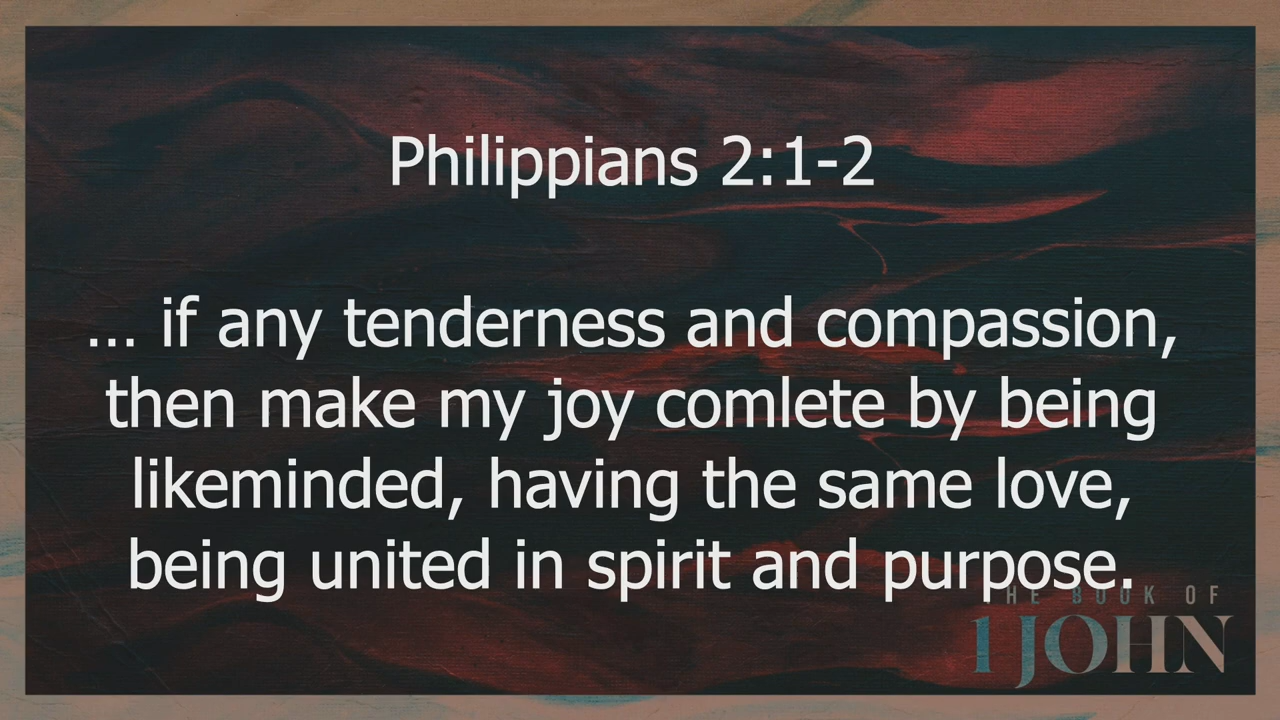 Philippians 2:1-2
... if any tenderness and compassion,
then make my joy comlete by being
likeminded, having the same love,
being united in spirit and purpose.
THE BOOK OF
1 JOHN